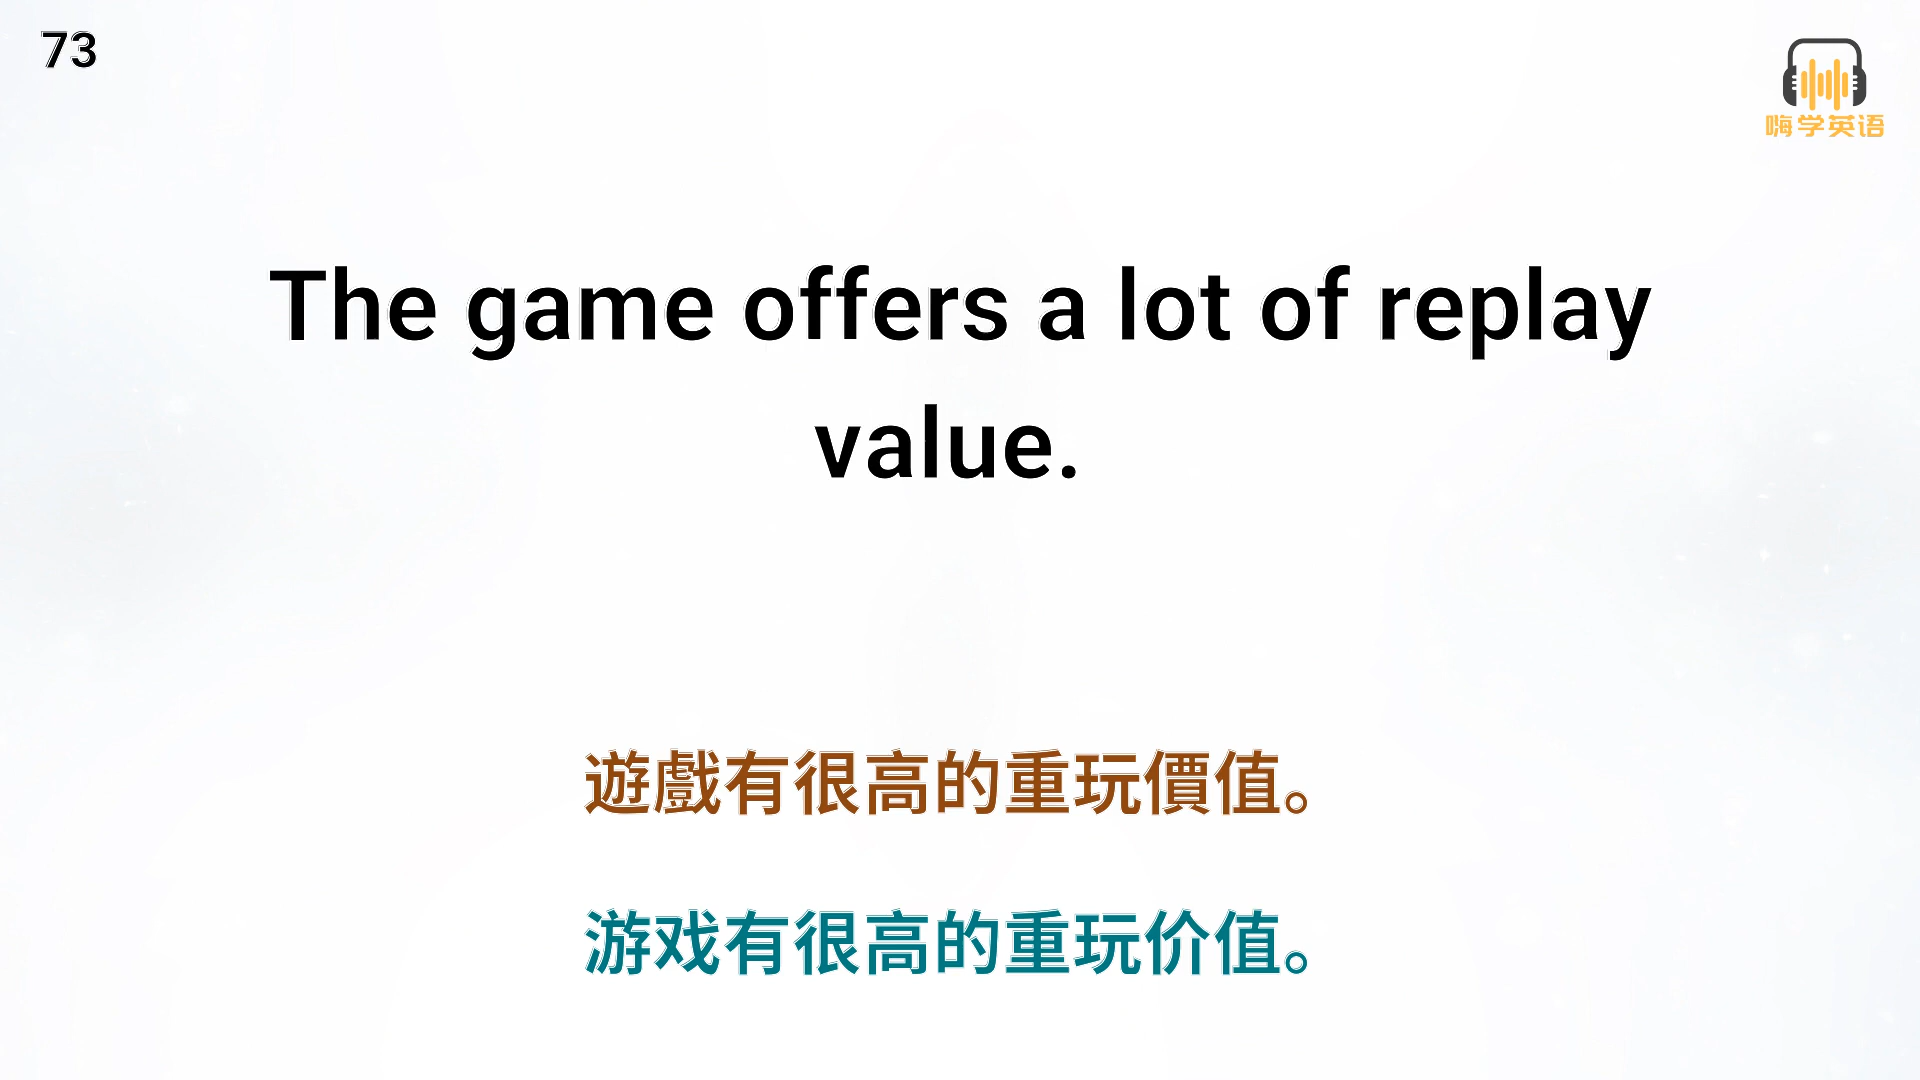 73
嗨学英语
The game offers a lot of replay
value.
遊戲有很高的重玩價值。
游戏有很高的重玩价值。